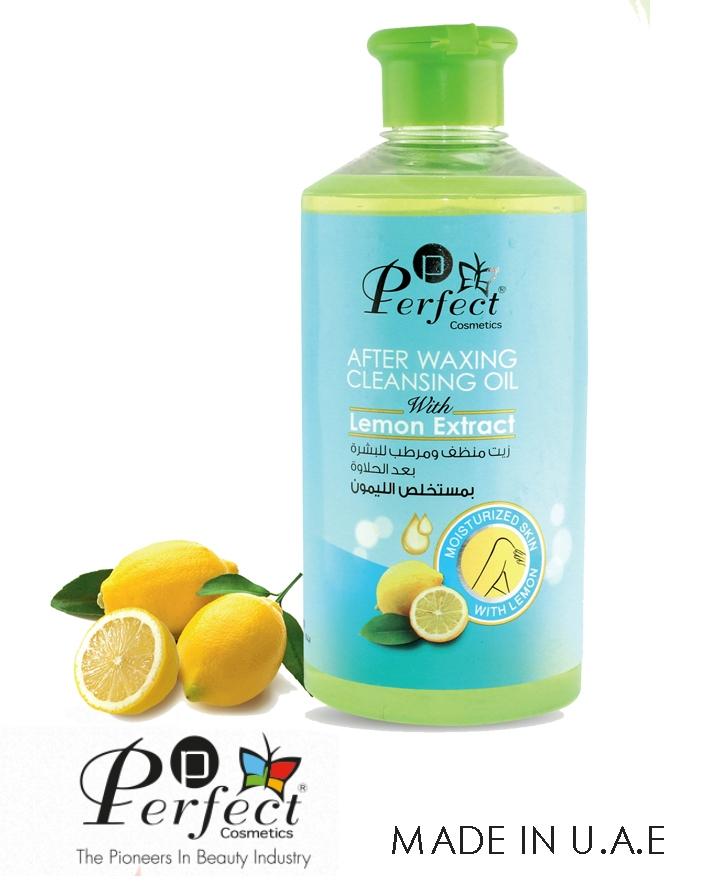 Perfect®
Cosmetics
AFTER WAXING
CLEANSING OIL
With
Lemon Extract
زيت منظف ومرطب للبشرة
بعد الحلاوة
بمستخلص الليمون
MOISTURIZED SKIN
WITH LEMON
Perfect®
Cosmetics
The Pioneers In Beauty Industry
MADE IN U.A.E